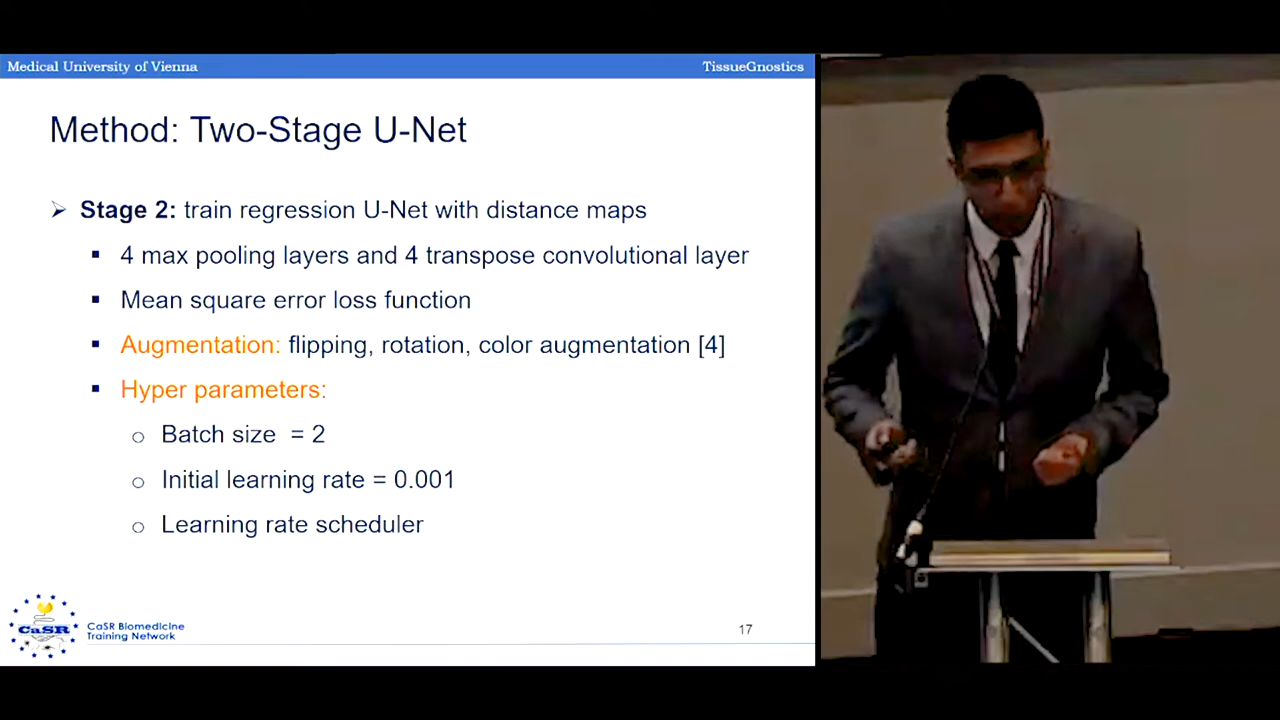 Medical University of Vienna
TissueGnostics
Method: Two-Stage U-Net
Stage 2: train regression U-Net with distance maps
4 max pooling layers and 4 transpose convolutional layer
Mean square error loss function
Augmentation: flipping, rotation, color augmentation [4]
Hyper parameters:
Batch size = 2
Initial learning rate = 0.001
Learning rate scheduler
CaSR
CaSR Biomedicine
Training Network
17